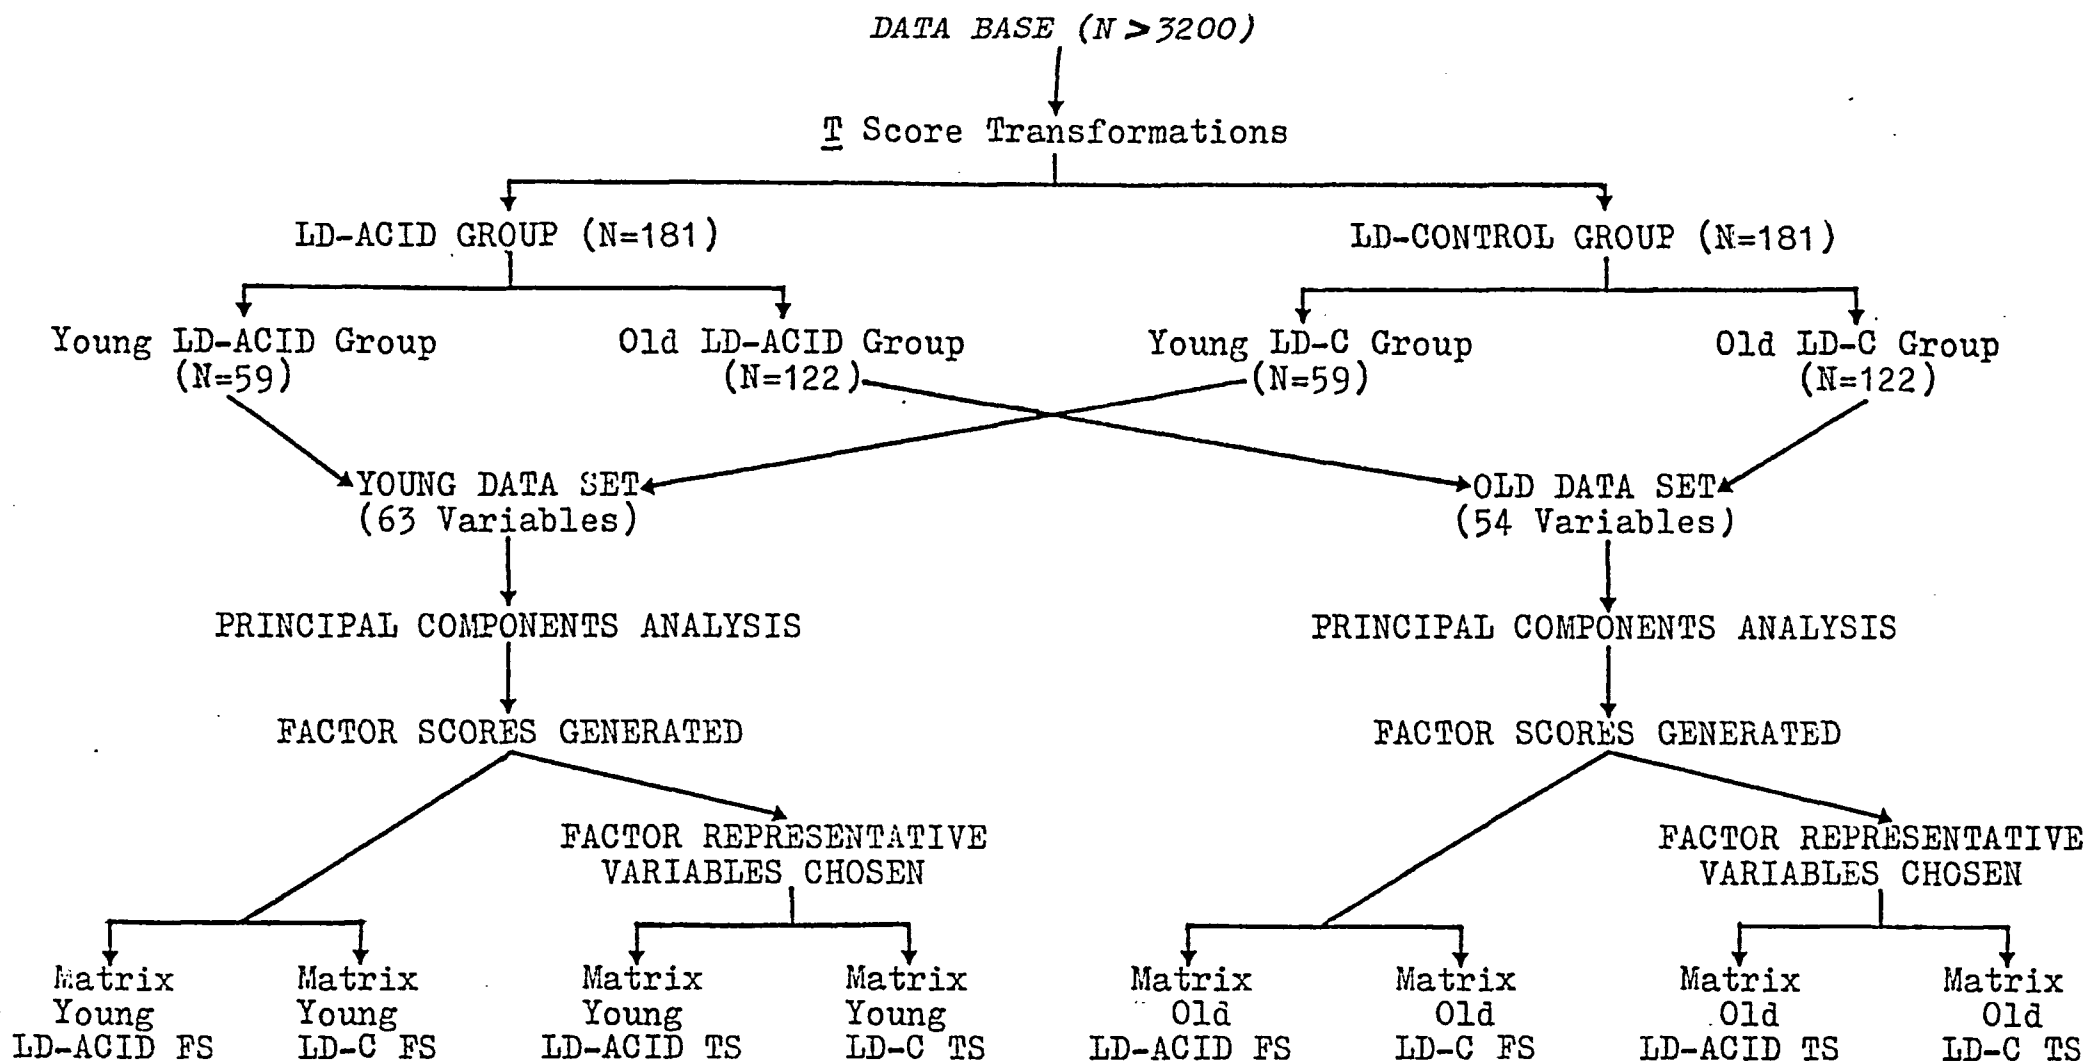 DATA BASE (N > 3200)
T Score Transformations
LD-ACID GROUP (N=181)
LD-CONTROL GROUP (N=181)
Young LD-ACID Group
(N=59)
Old LD-ACID Group
(N=122)
Young LD-C Group
(N=59)
Old LD-C Group
(N=122)
YOUNG DATA SET
(63 Variables)
OLD DATA SET
(54 Variables)
PRINCIPAL COMPONENTS ANALYSIS
PRINCIPAL COMPONENTS ANALYSIS
FACTOR SCORES GENERATED
FACTOR SCORES GENERATED
FACTOR REPRESENTATIVE
VARIABLES CHOSEN
FACTOR REPRESENTATIVE
VARIABLES CHOSEN
Matrix
Young
LD-ACID FS
Matrix
Young
LD-C FS
Matrix
Young
LD-ACID TS
Matrix
Young
LD-C TS
Matrix
Old
LD-ACID FS
Matrix
Old
LD-C FS
Matrix
Old
LD-ACID TS
Matrix
Old
LD-C TS